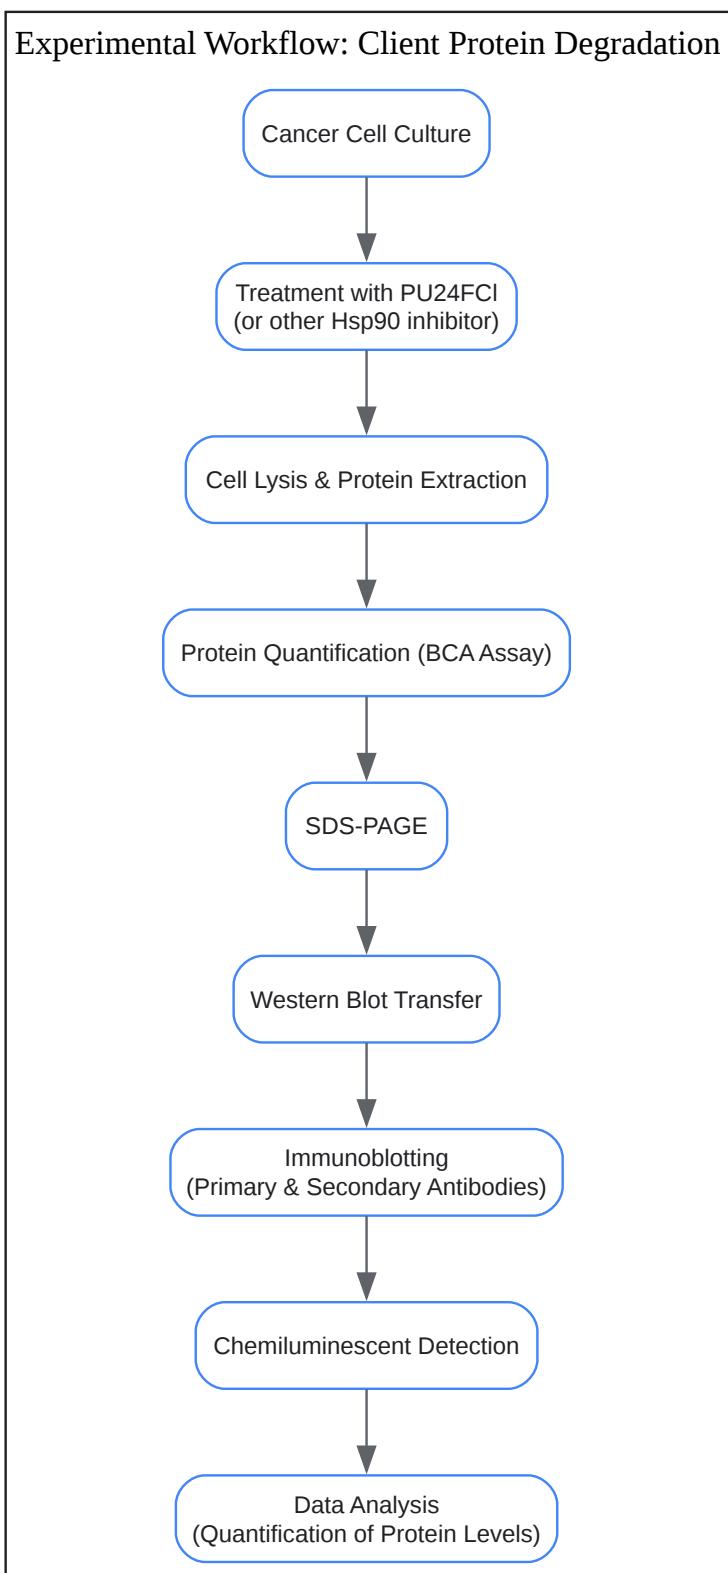 Experimental Workflow: Client Protein Degradation
Cancer Cell Culture
Treatment with PU24FCl
(or other Hsp90 inhibitor)
Cell Lysis & Protein Extraction
Protein Quantification (BCA Assay)
SDS-PAGE
Western Blot Transfer
Immunoblotting
(Primary & Secondary Antibodies)
Chemiluminescent Detection
Data Analysis
(Quantification of Protein Levels)